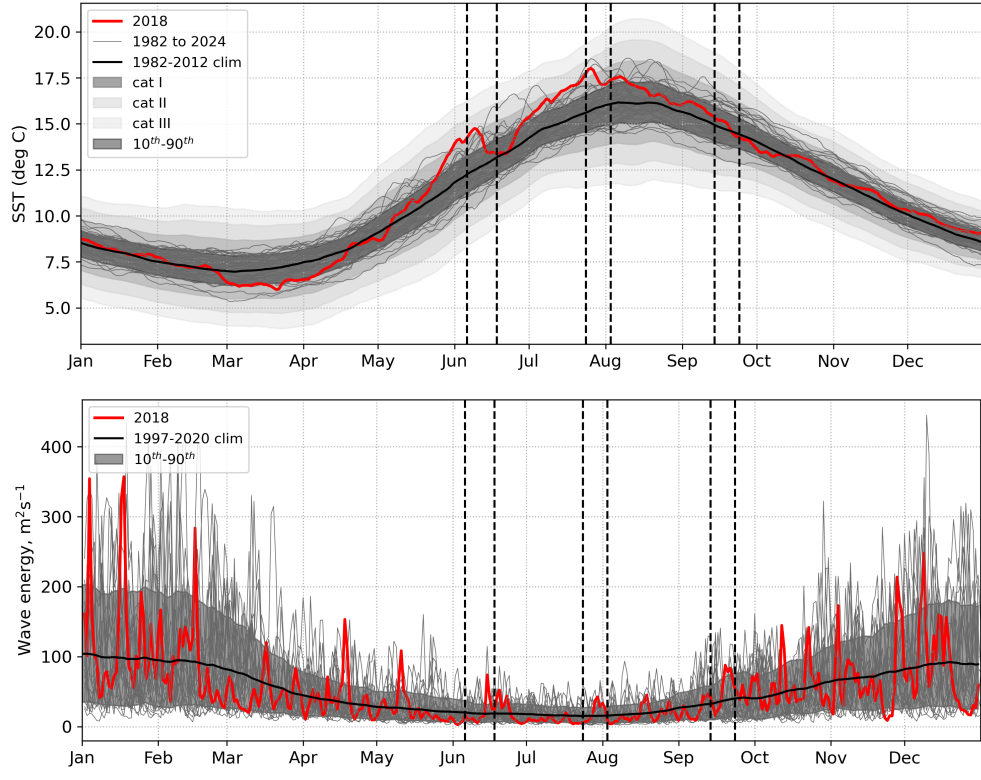 20.0
17.5
15.0
12.5
10.0
7.5
5.0
SST (deg C)
2018
1982 to 2024
1982-2012 clim
cat I
cat II
cat III
10th-90th
Jan Feb Mar Apr May Jun Jul Aug Sep Oct Nov Dec
400
300
200
100
0
Wave energy, m²s⁻¹
2018
1997-2020 clim
10th-90th
Jan Feb Mar Apr May Jun Jul Aug Sep Oct Nov Dec